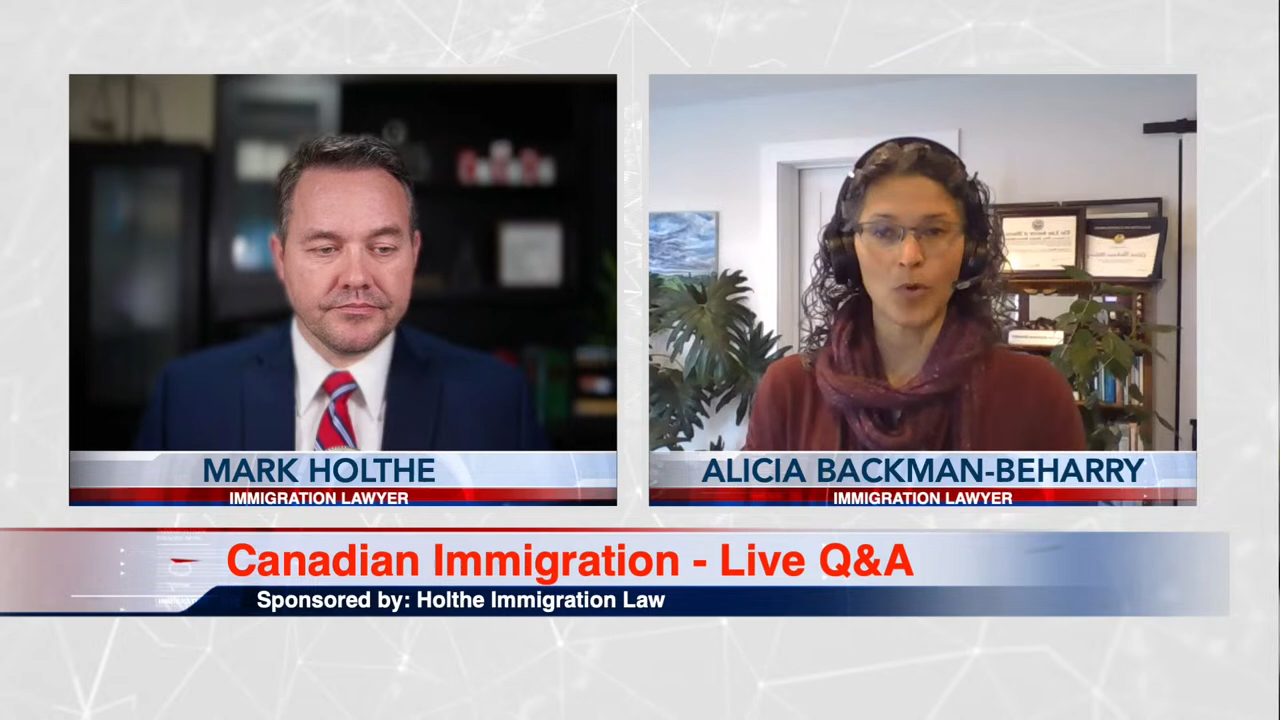 MARK HOLTHE
IMMIGRATION LAWYER
ALICIA BACKMAN-BEHARRY
IMMIGRATION LAWYER
Canadian Immigration - Live Q&A
Sponsored by: Holthe Immigration Law